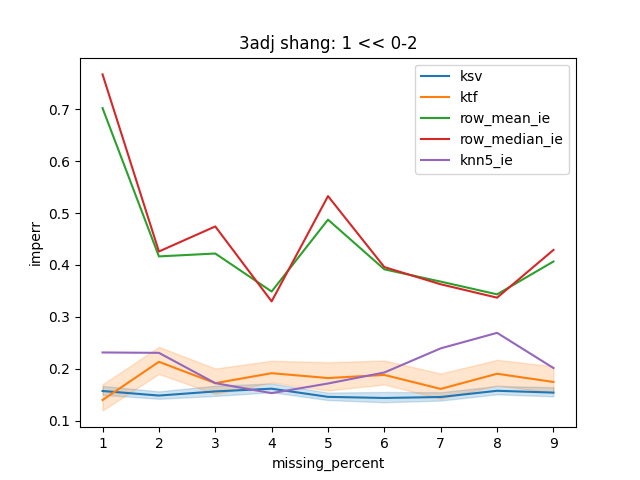 3adj shang: 1 << 0-2
ksv
ktf
row_mean_ie
row_median_ie
knn5_ie
imperr
0.7
0.6
0.5
0.4
0.3
0.2
0.1
1 2 3 4 5 6 7 8 9
missing_percent